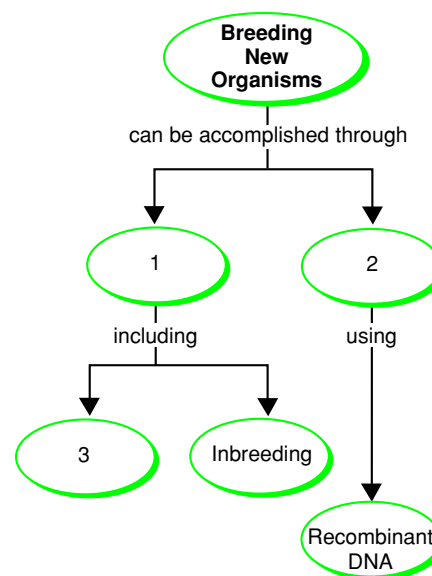 Breeding
New
Organisms
can be accomplished through
1
2
including
using
3
Inbreeding
Recombinant
DNA